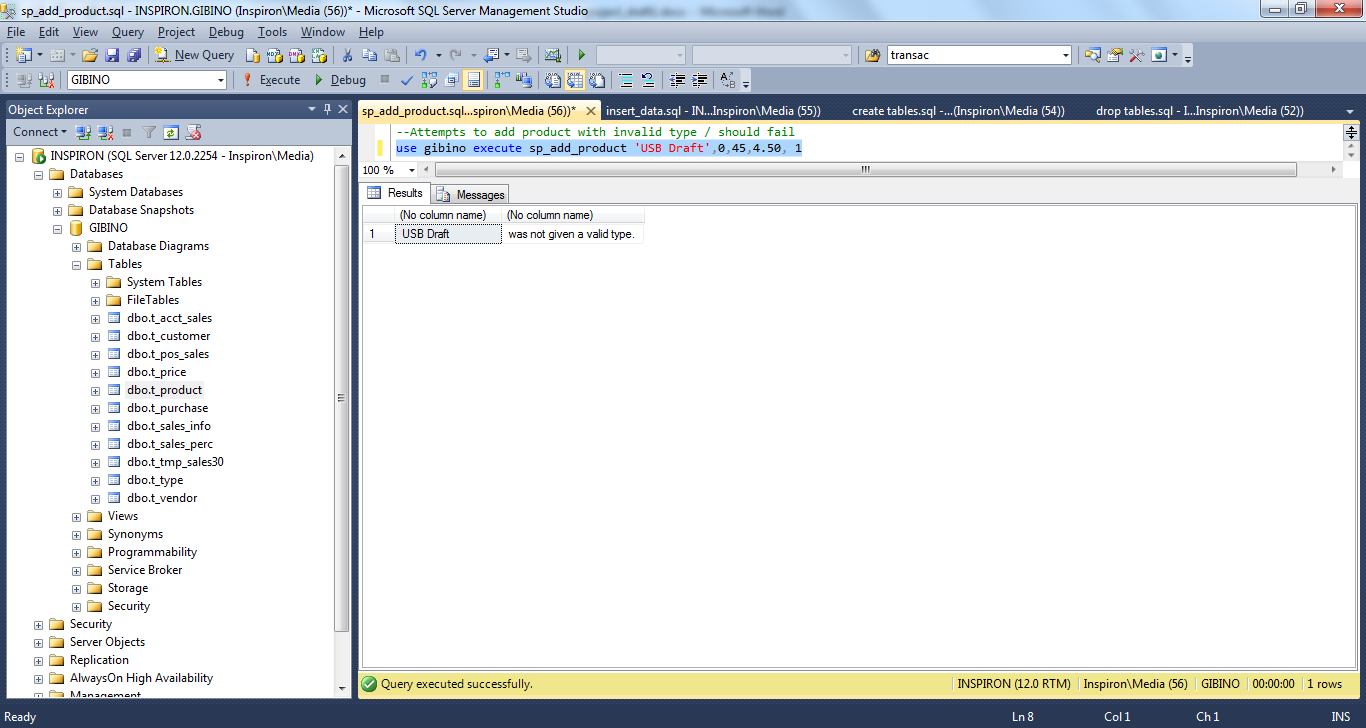 sp_add_product.sql - INSPIRON.GIBINO (Inspiron\Media (56))* - Microsoft SQL Server Management Studio
File Edit View Query Project Debug Tools Window Help
New Query transac
GIBINO Execute Debug
Object Explorer
Connect
INSPIRON (SQL Server 12.0.2254 - Inspiron\Media)
Databases
System Databases
Database Snapshots
GIBINO
Database Diagrams
Tables
System Tables
FileTables
dbo.t_acct_sales
dbo.t_customer
dbo.t_pos_sales
dbo.t_price
dbo.t_product
dbo.t_purchase
dbo.t_sales_info
dbo.t_sales_perc
dbo.t_tmp_sales30
dbo.t_type
dbo.t_vendor
Views
Synonyms
Programmability
Service Broker
Storage
Security
Security
Server Objects
Replication
AlwaysOn High Availability
Management
sp_add_product.sql...spiron\Media (56))* insert_data.sql - IN...Inspiron\Media (55)) create tables.sql -...(Inspiron\Media (54)) drop tables.sql - I...Inspiron\Media (52))
--Attempts to add product with invalid type / should fail
use gibino execute sp_add_product 'USB Draft',0,45,4.50, 1
100 %
Results Messages
(No column name) (No column name)
1 USB Draft was not given a valid type.
Query executed successfully. INSPIRON (12.0 RTM) Inspiron\Media (56) GIBINO 00:00:00 1 rows
Ready Ln 8 Col 1 Ch 1 INS